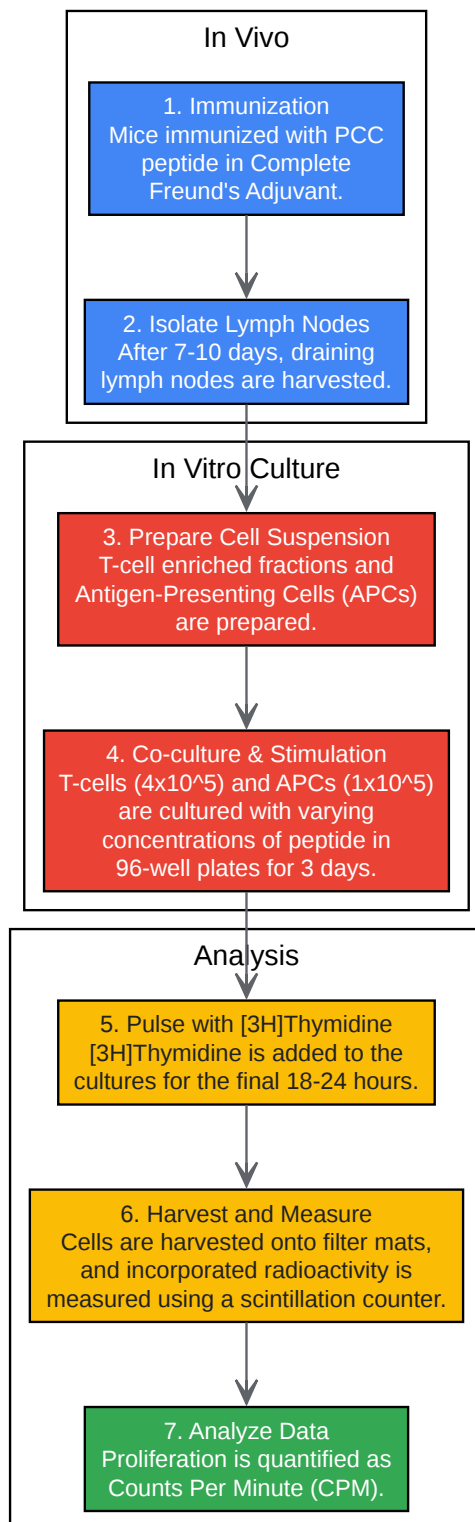 In Vivo
1. Immunization
Mice immunized with PCC
peptide in Complete
Freund's Adjuvant.
2. Isolate Lymph Nodes
After 7-10 days, draining
lymph nodes are harvested.
In Vitro Culture
3. Prepare Cell Suspension
T-cell enriched fractions and
Antigen-Presenting Cells (APCs)
are prepared.
4. Co-culture & Stimulation
T-cells (4x10^5) and APCs (1x10^5)
are cultured with varying
concentrations of peptide in
96-well plates for 3 days.
Analysis
5. Pulse with [3H]Thymidine
[3H]Thymidine is added to the
cultures for the final 18-24 hours.
6. Harvest and Measure
Cells are harvested onto filter mats,
and incorporated radioactivity is
measured using a scintillation counter.
7. Analyze Data
Proliferation is quantified as
Counts Per Minute (CPM).